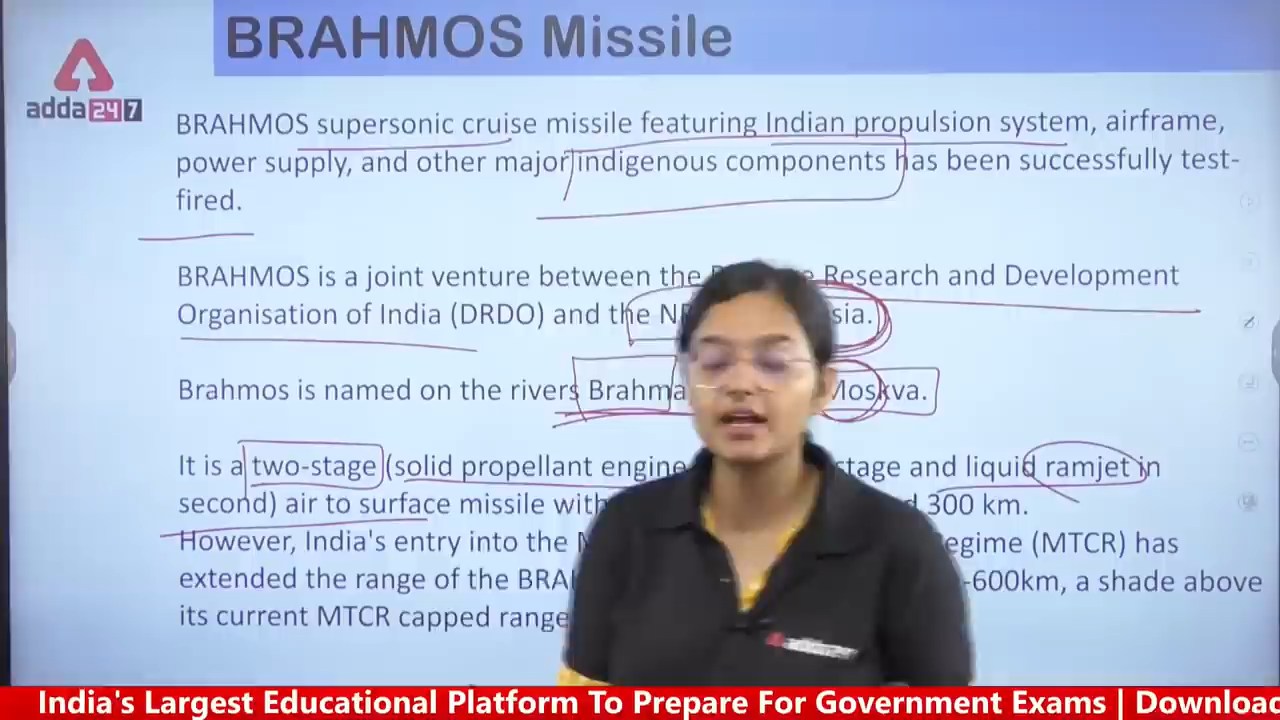 BRAHMOS Missile
adda247
BRAHMOS supersonic cruise missile featuring Indian propulsion system, airframe,
power supply, and other major indigenous components has been successfully test-
fired.
BRAHMOS is a joint venture between the Research and Development
Organisation of India (DRDO) and the
Brahmos is named on the rivers Brahma Moskva.
It is a two-stage (solid propellant engine stage and liquid ramjet in
second) air to surface missile with 300 km.
However, India's entry into the egime (MTCR) has
extended the range of the BRA -600km, a shade above
its current MTCR capped range
India's Largest Educational Platform To Prepare For Government Exams | Download